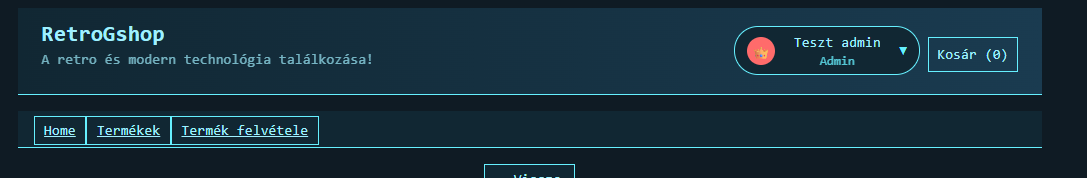 RetroGshop
A retro és modern technológia találkozása!
Teszt admin
Admin
▼
Kosár (0)
Home
Termékek
Termék felvétele